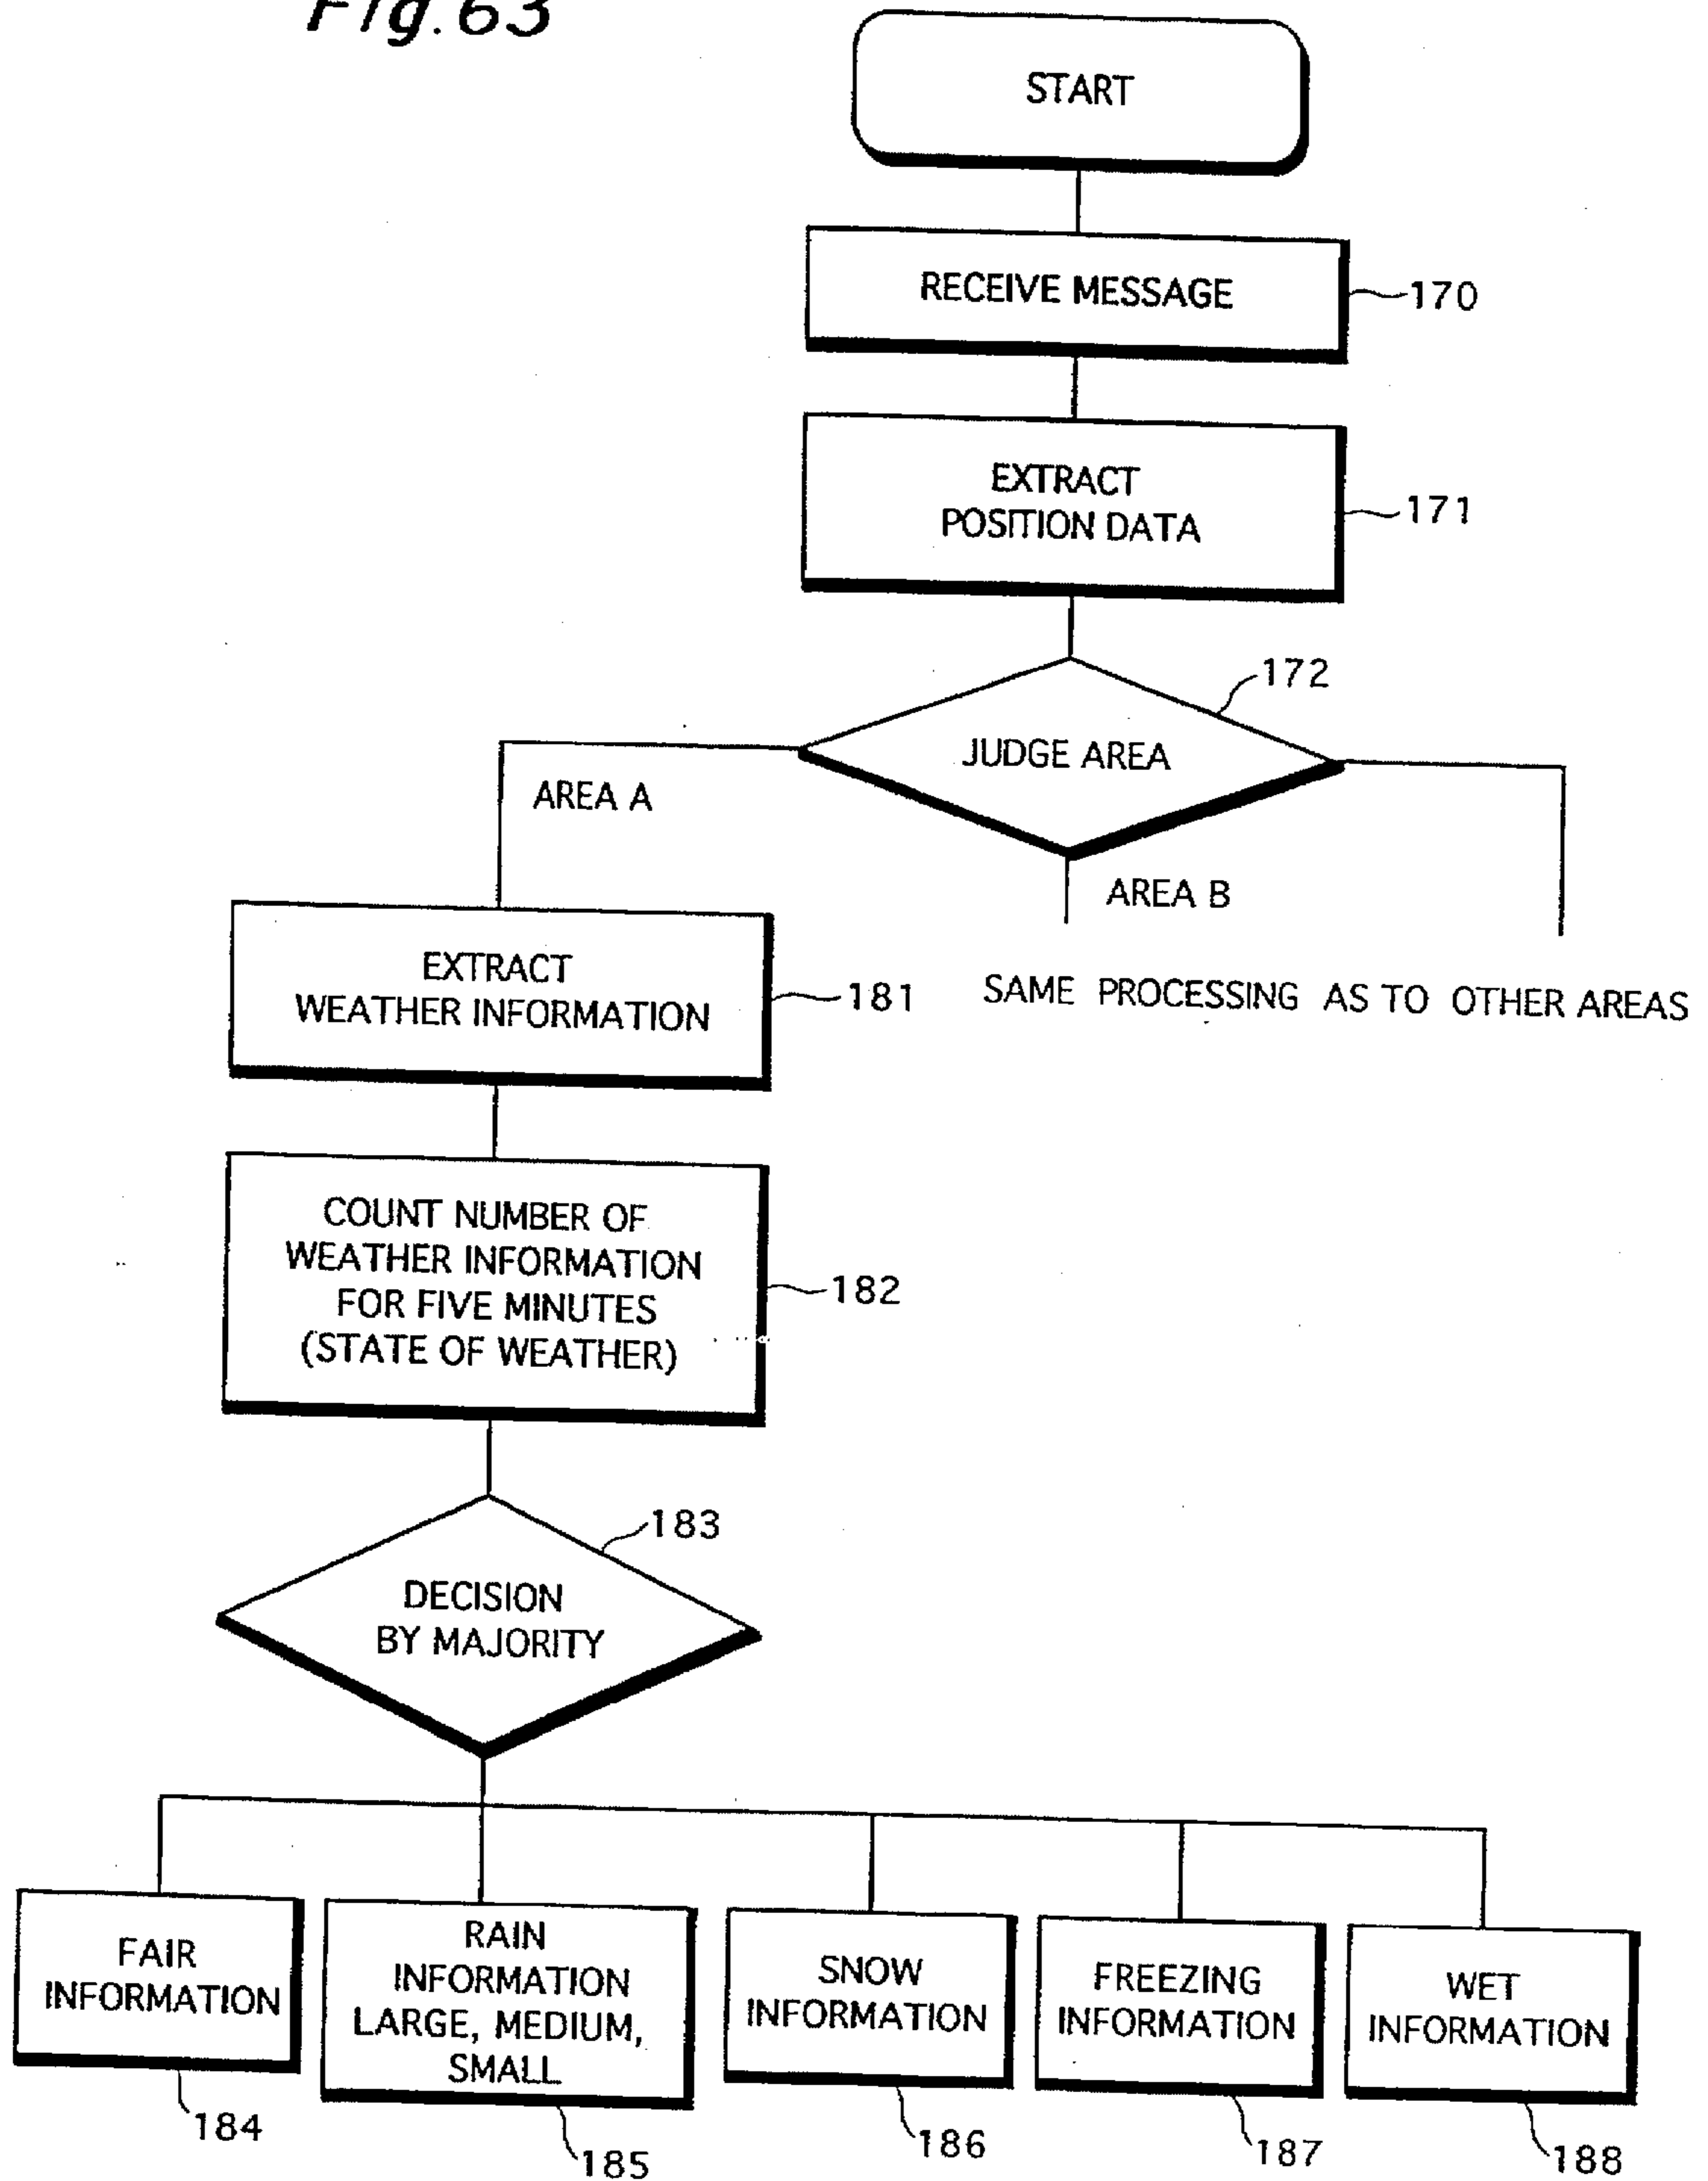 Fig.63
START
RECEIVE MESSAGE
170
EXTRACT
POSITION DATA
171
172
JUDGE AREA
AREA A
AREA B
EXTRACT
WEATHER INFORMATION
181
SAME PROCESSING AS TO OTHER AREAS
COUNT NUMBER OF
WEATHER INFORMATION
FOR FIVE MINUTES
(STATE OF WEATHER)
182
183
DECISION
BY MAJORITY
FAIR
INFORMATION
184
RAIN
INFORMATION
LARGE, MEDIUM,
SMALL
185
SNOW
INFORMATION
186
FREEZING
INFORMATION
187
WET
INFORMATION
188